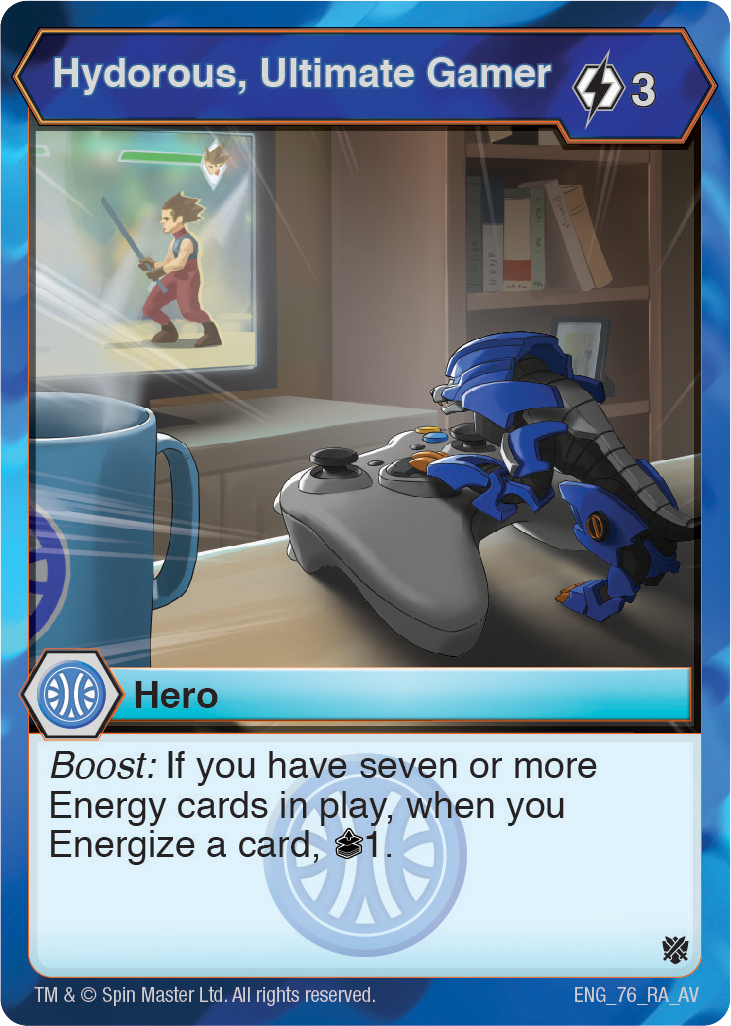 Hydorous, Ultimate Gamer 3
Hero
Boost: If you have seven or more
Energy cards in play, when you
Energize a card, 1.
TM & © Spin Master Ltd. All rights reserved. ENG_76_RA_AV